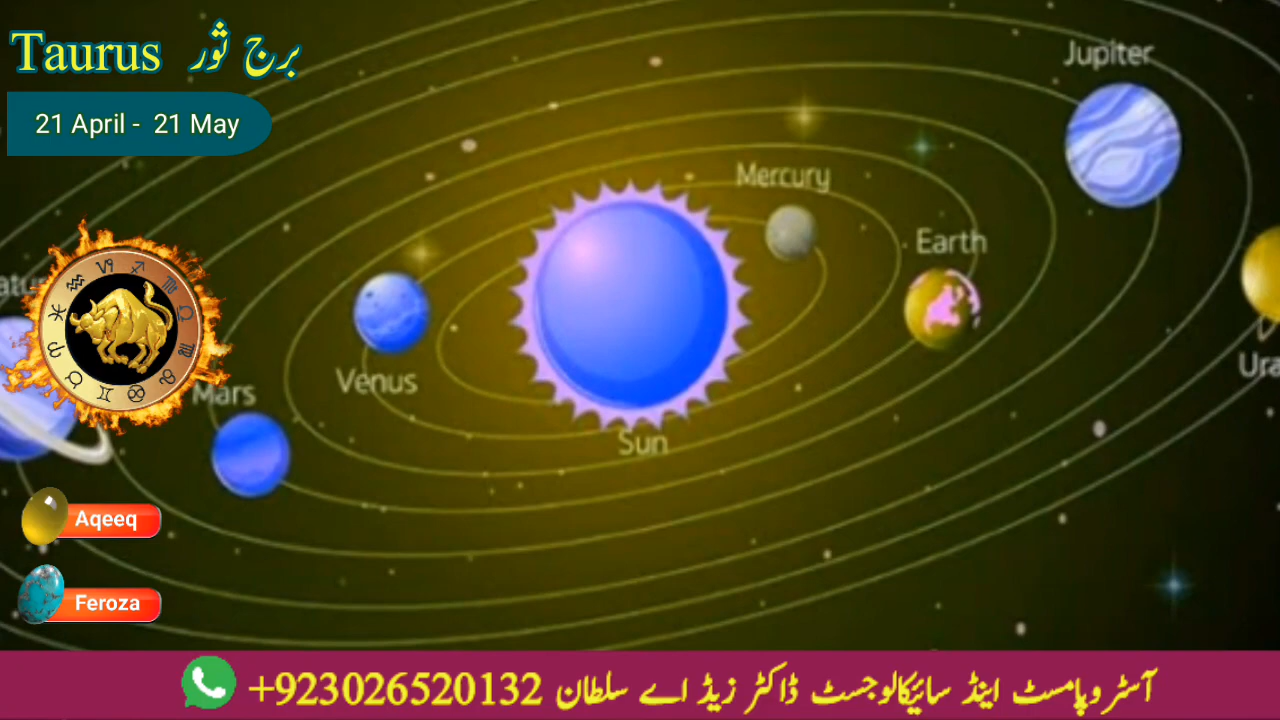 Taurus برج ثور
21 April - 21 May
Jupiter
Mercury
Earth
Venus
Mars
Sun
Aqeeq
Feroza
آسٹروپامسٹ اینڈ سائیکالوجسٹ ڈاکٹر زیڈ اے سلطان +923026520132